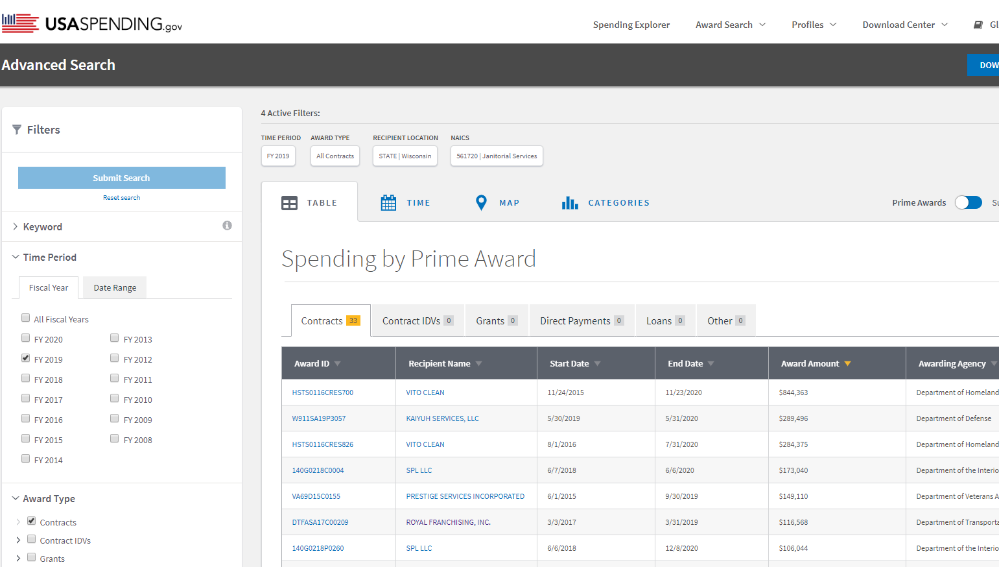 USASPENDING.gov
Spending Explorer Award Search Profiles Download Center Gl
Advanced Search
DOW
Filters
Submit Search
Reset search
Keyword
Time Period
Fiscal Year Date Range
All Fiscal Years
FY 2020 FY 2013
FY 2019 FY 2012
FY 2018 FY 2011
FY 2017 FY 2010
FY 2016 FY 2009
FY 2015 FY 2008
FY 2014
Award Type
Contracts
Contract IDVs
Grants
4 Active Filters:
TIME PERIOD AWARD TYPE RECIPIENT LOCATION NAICS
FY 2019 All Contracts STATE | Wisconsin 561720 | Janitorial Services
TABLE TIME MAP CATEGORIES
Prime Awards Su
Spending by Prime Award
Contracts 33 Contract IDVs 0 Grants 0 Direct Payments 0 Loans 0 Other 0
Award ID Recipient Name Start Date End Date Award Amount Awarding Agency
HSTS0116CRES700 VITO CLEAN 11/24/2015 11/23/2020 $844,363 Department of Homeland
W911SA19P3057 KAIYUH SERVICES, LLC 5/30/2019 5/31/2020 $289,496 Department of Defense
HSTS0116CRES826 VITO CLEAN 8/1/2016 7/31/2020 $284,375 Department of Homeland
140G0218C0004 SPL LLC 6/7/2018 6/6/2020 $173,040 Department of the Interio
VA69D15C0155 PRESTIGE SERVICES INCORPORATED 6/1/2015 9/30/2019 $149,110 Department of Veterans A
DTFASA17C00209 ROYAL FRANCHISING, INC. 3/3/2017 3/31/2019 $116,568 Department of Transporta
140G0218P0260 SPL LLC 6/6/2018 12/8/2020 $106,044 Department of the Interio